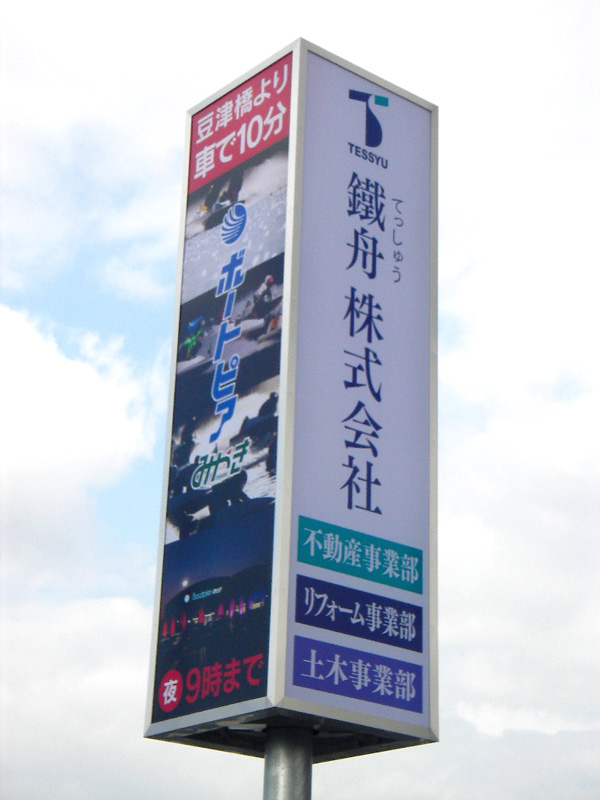 豆津橋より
車で10分
ボートピア
みやぎ
夜9時まで
TESSYU
鐵舟株式会社
てっしゅう
不動産事業部
リフォーム事業部
土木事業部